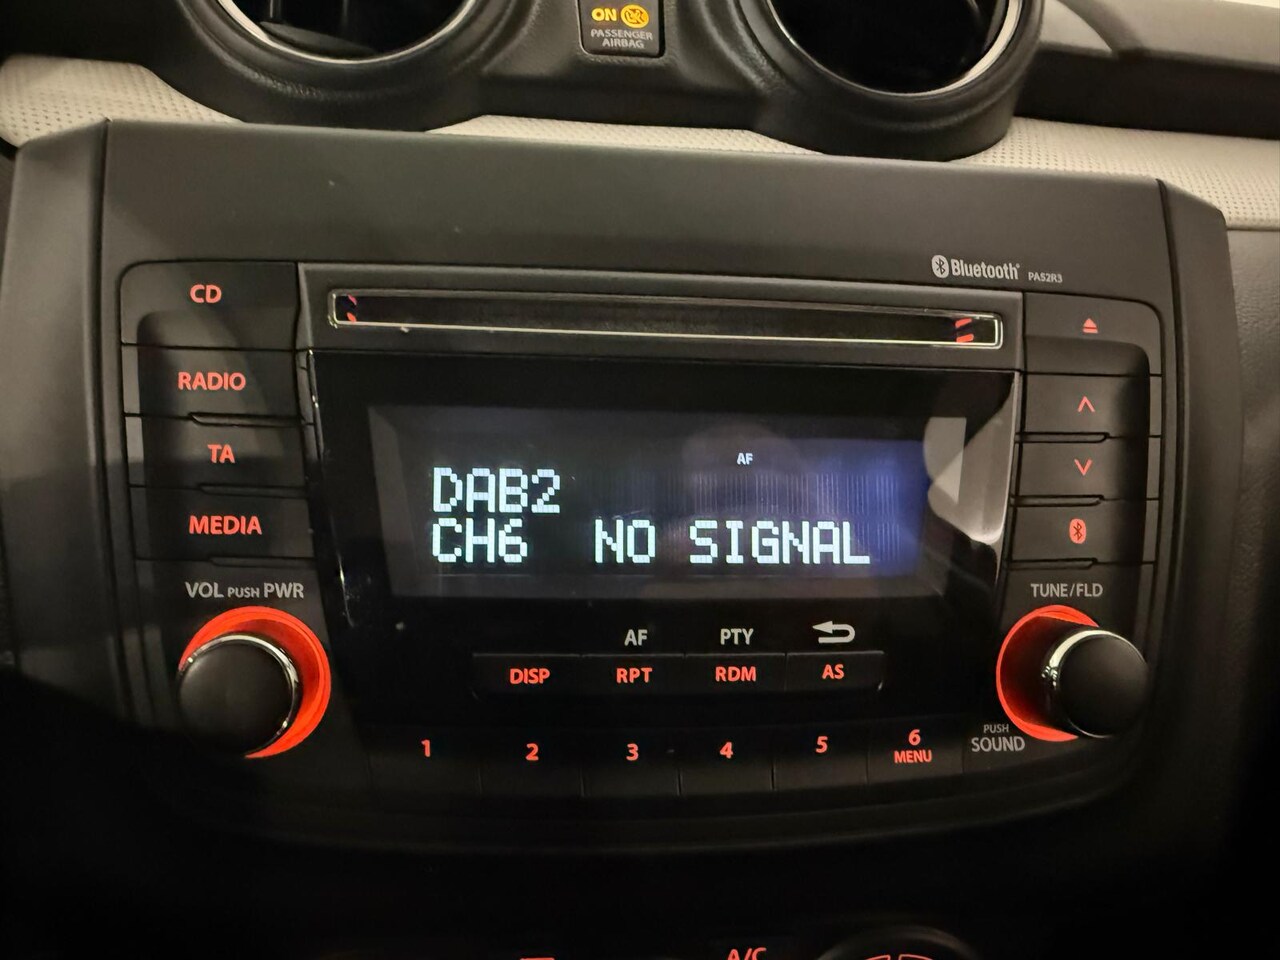 ON
PASSENGER
AIRBAG
Bluetooth PAS2R3
CD
RADIO
TA
MEDIA
AF
DAB2
CH6 NO SIGNAL
VOL PUSH PWR
TUNE/FLD
AF PTY
DISP RPT RDM AS
1 2 3 4 5 6
MENU
PUSH
SOUND
A/C